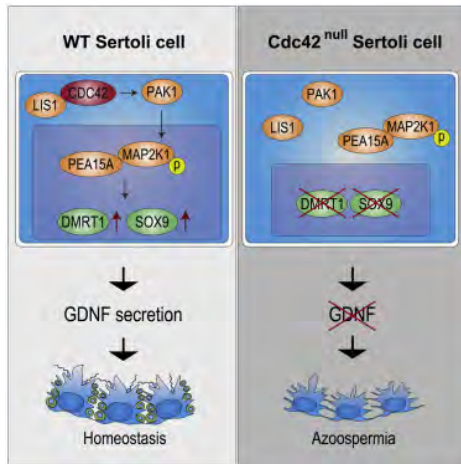 WT Sertoli cell
CDC42
PAK1
LIS1
MAP2K1
PEA15A
p
DMRT1
SOX9
GDNF secretion
Homeostasis
Cdc42 null Sertoli cell
PAK1
LIS1
MAP2K1
PEA15A
p
DMRT1
SOX9
GDNF
Azoospermia